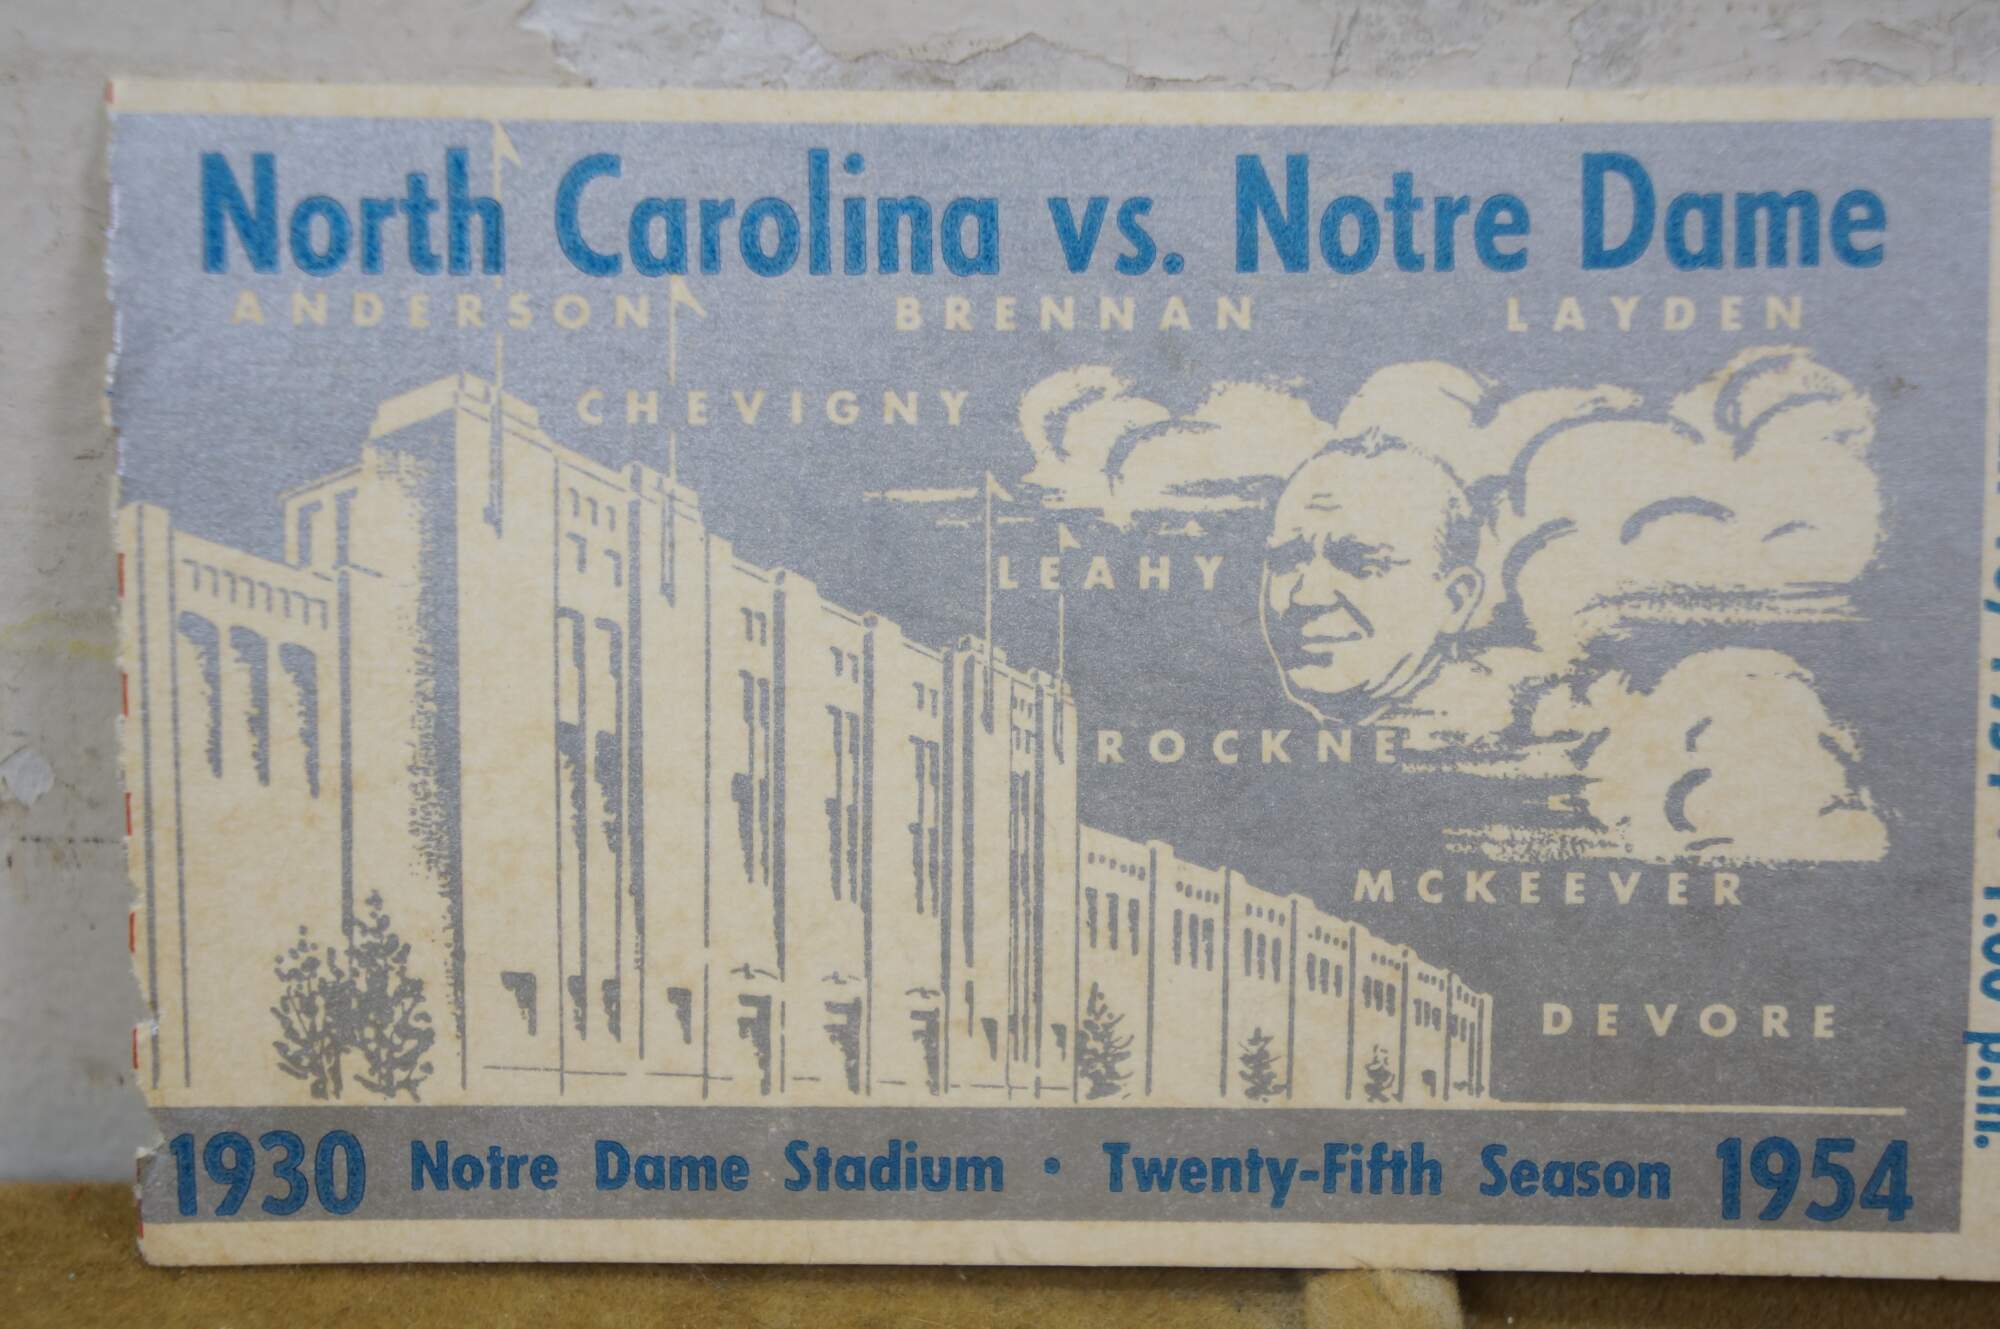 North Carolina vs. Notre Dame
ANDERSON BRENNAN LAYDEN
CHEVIGNY
LEAHY
ROCKNE
MCKEEVER
DEVORE
1930 Notre Dame Stadium • Twenty-Fifth Season 1954
p.m.